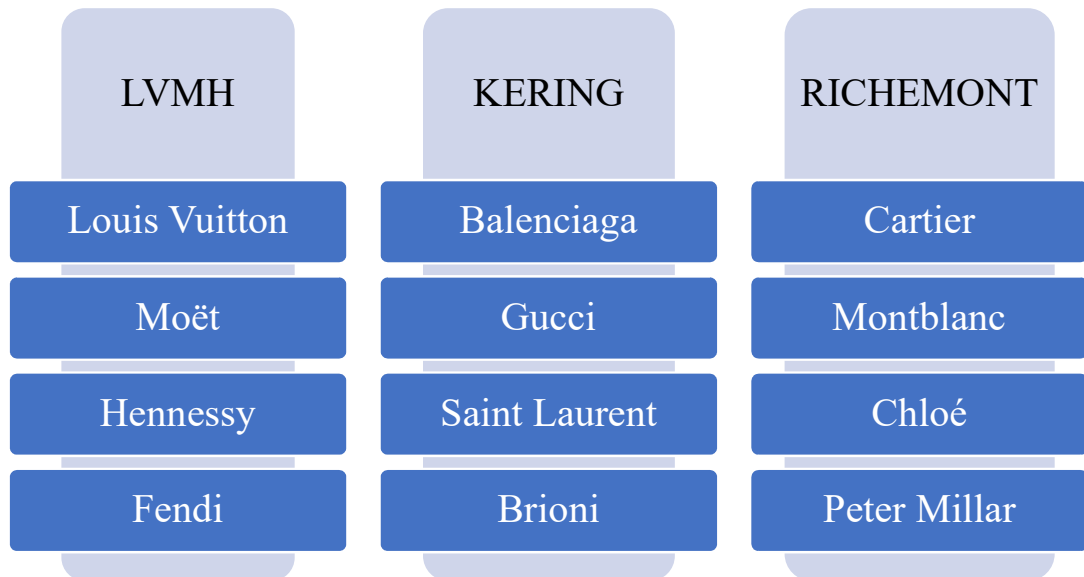 LVMH
Louis Vuitton
Moët
Hennessy
Fendi
KERING
Balenciaga
Gucci
Saint Laurent
Brioni
RICHEMONT
Cartier
Montblanc
Chloé
Peter Millar